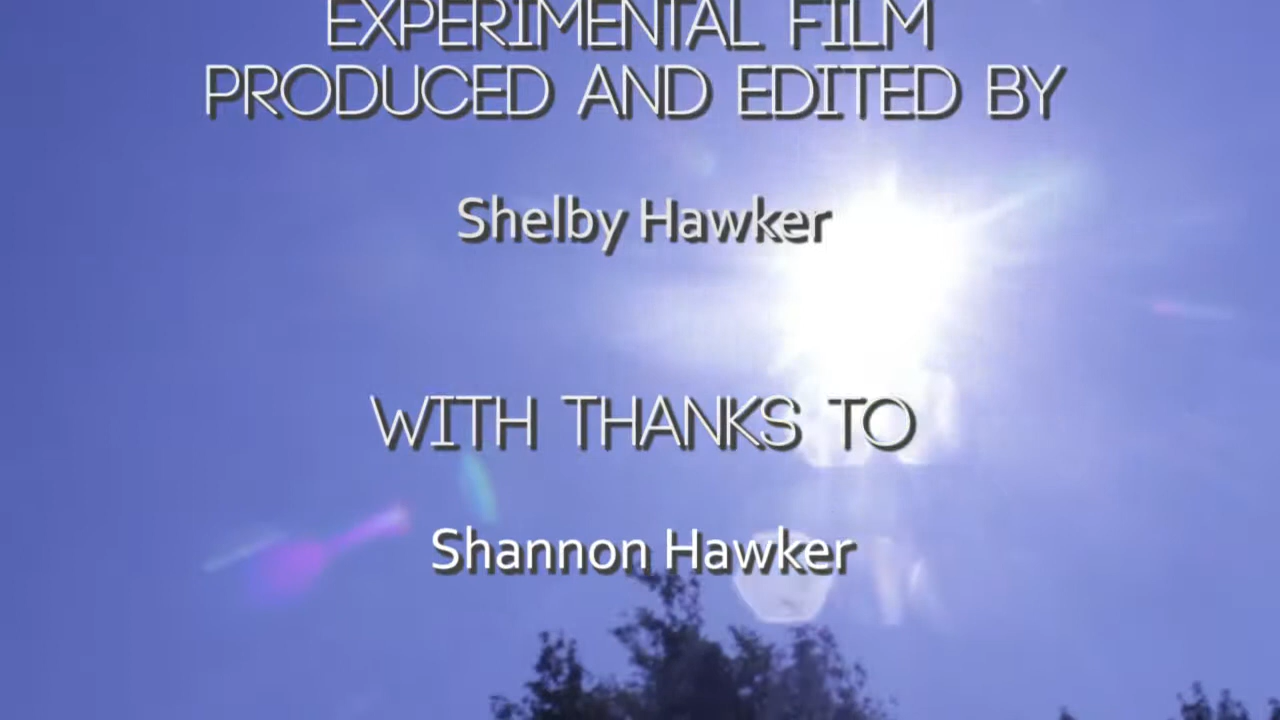 EXPERIMENTAL FILM
PRODUCED AND EDITED BY
Shelby Hawker
WITH THANKS TO
Shannon Hawker